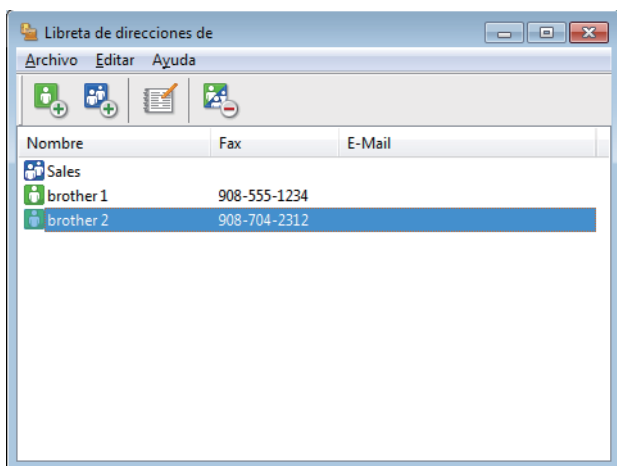 Libreta de direcciones de
Archivo Editar Ayuda
Nombre Fax E-Mail
Sales
brother 1 908-555-1234
brother 2 908-704-2312